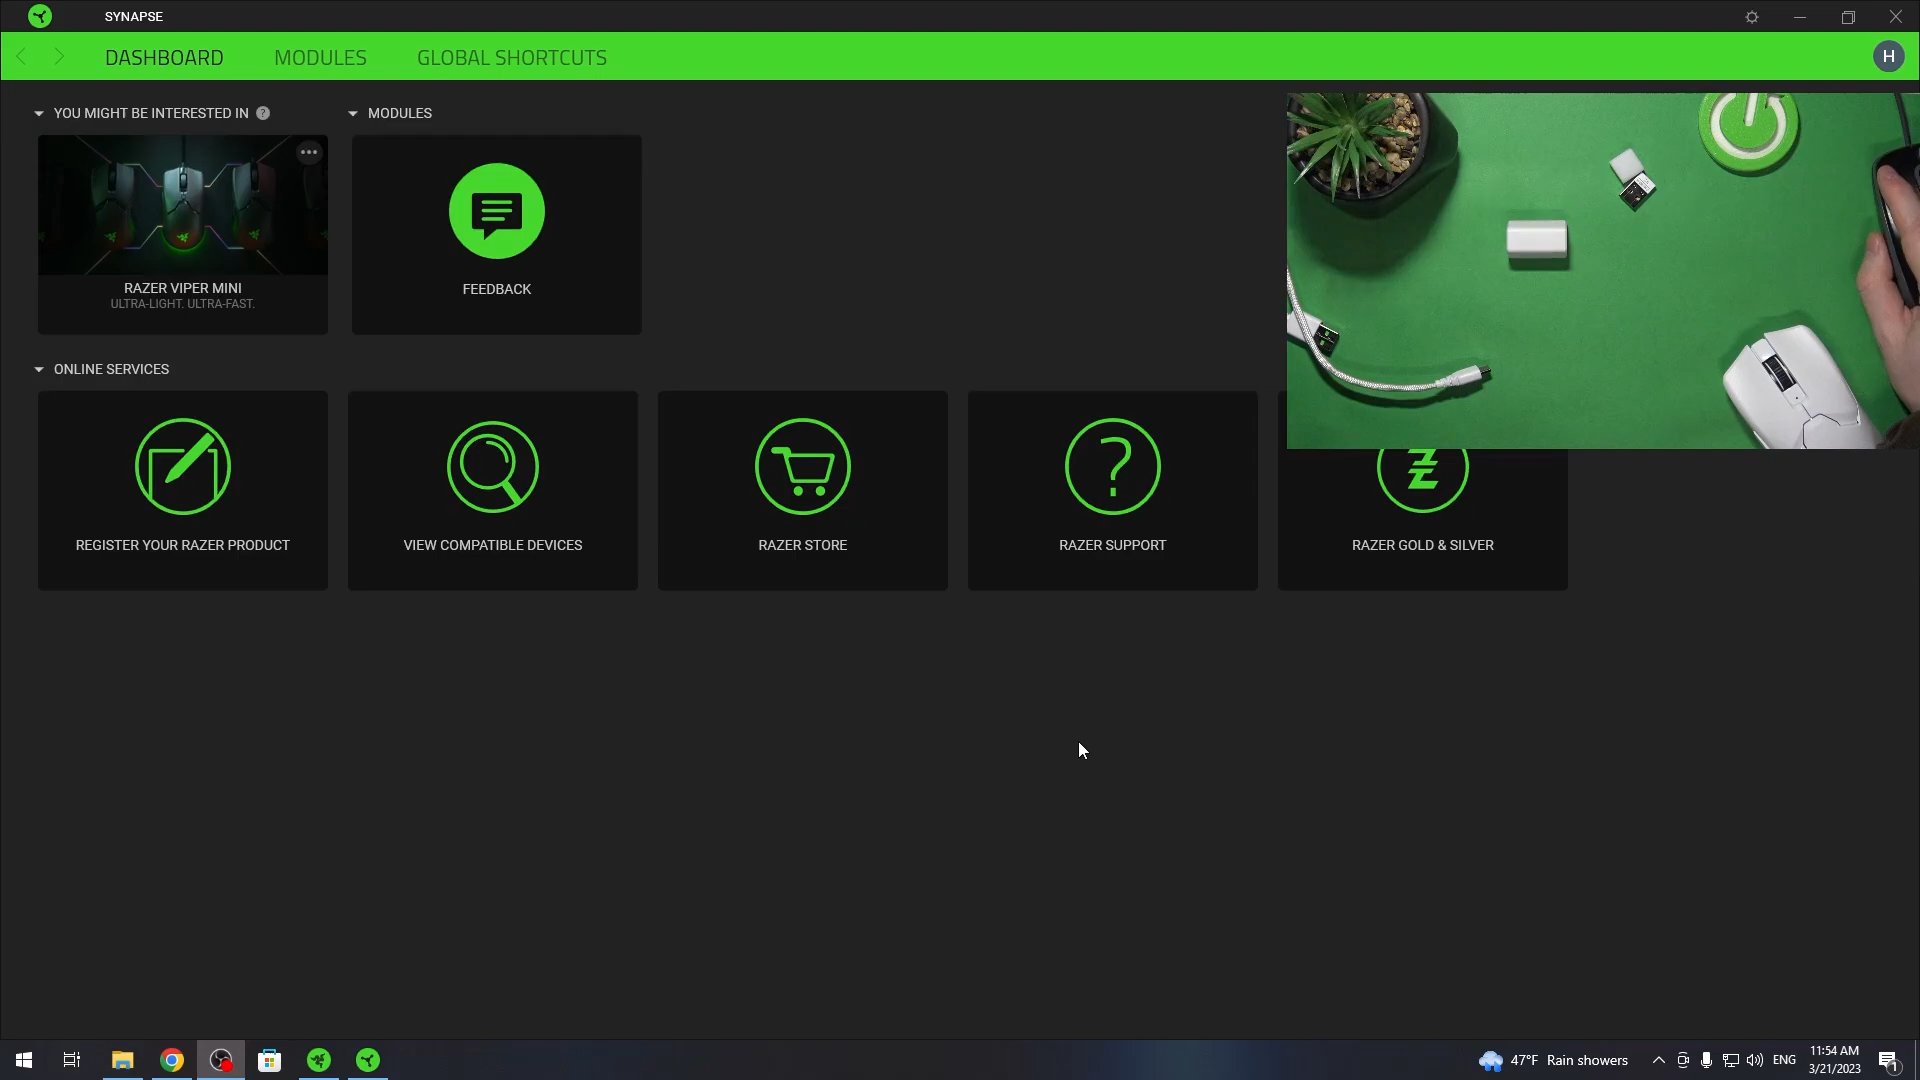 SYNAPSE
DASHBOARD MODULES GLOBAL SHORTCUTS
H
YOU MIGHT BE INTERESTED IN ?
MODULES
RAZER VIPER MINI
ULTRA-LIGHT. ULTRA-FAST.
FEEDBACK
ONLINE SERVICES
REGISTER YOUR RAZER PRODUCT
VIEW COMPATIBLE DEVICES
RAZER STORE
RAZER SUPPORT
RAZER GOLD & SILVER
47°F Rain showers
ENG
11:54 AM
3/21/2023
1